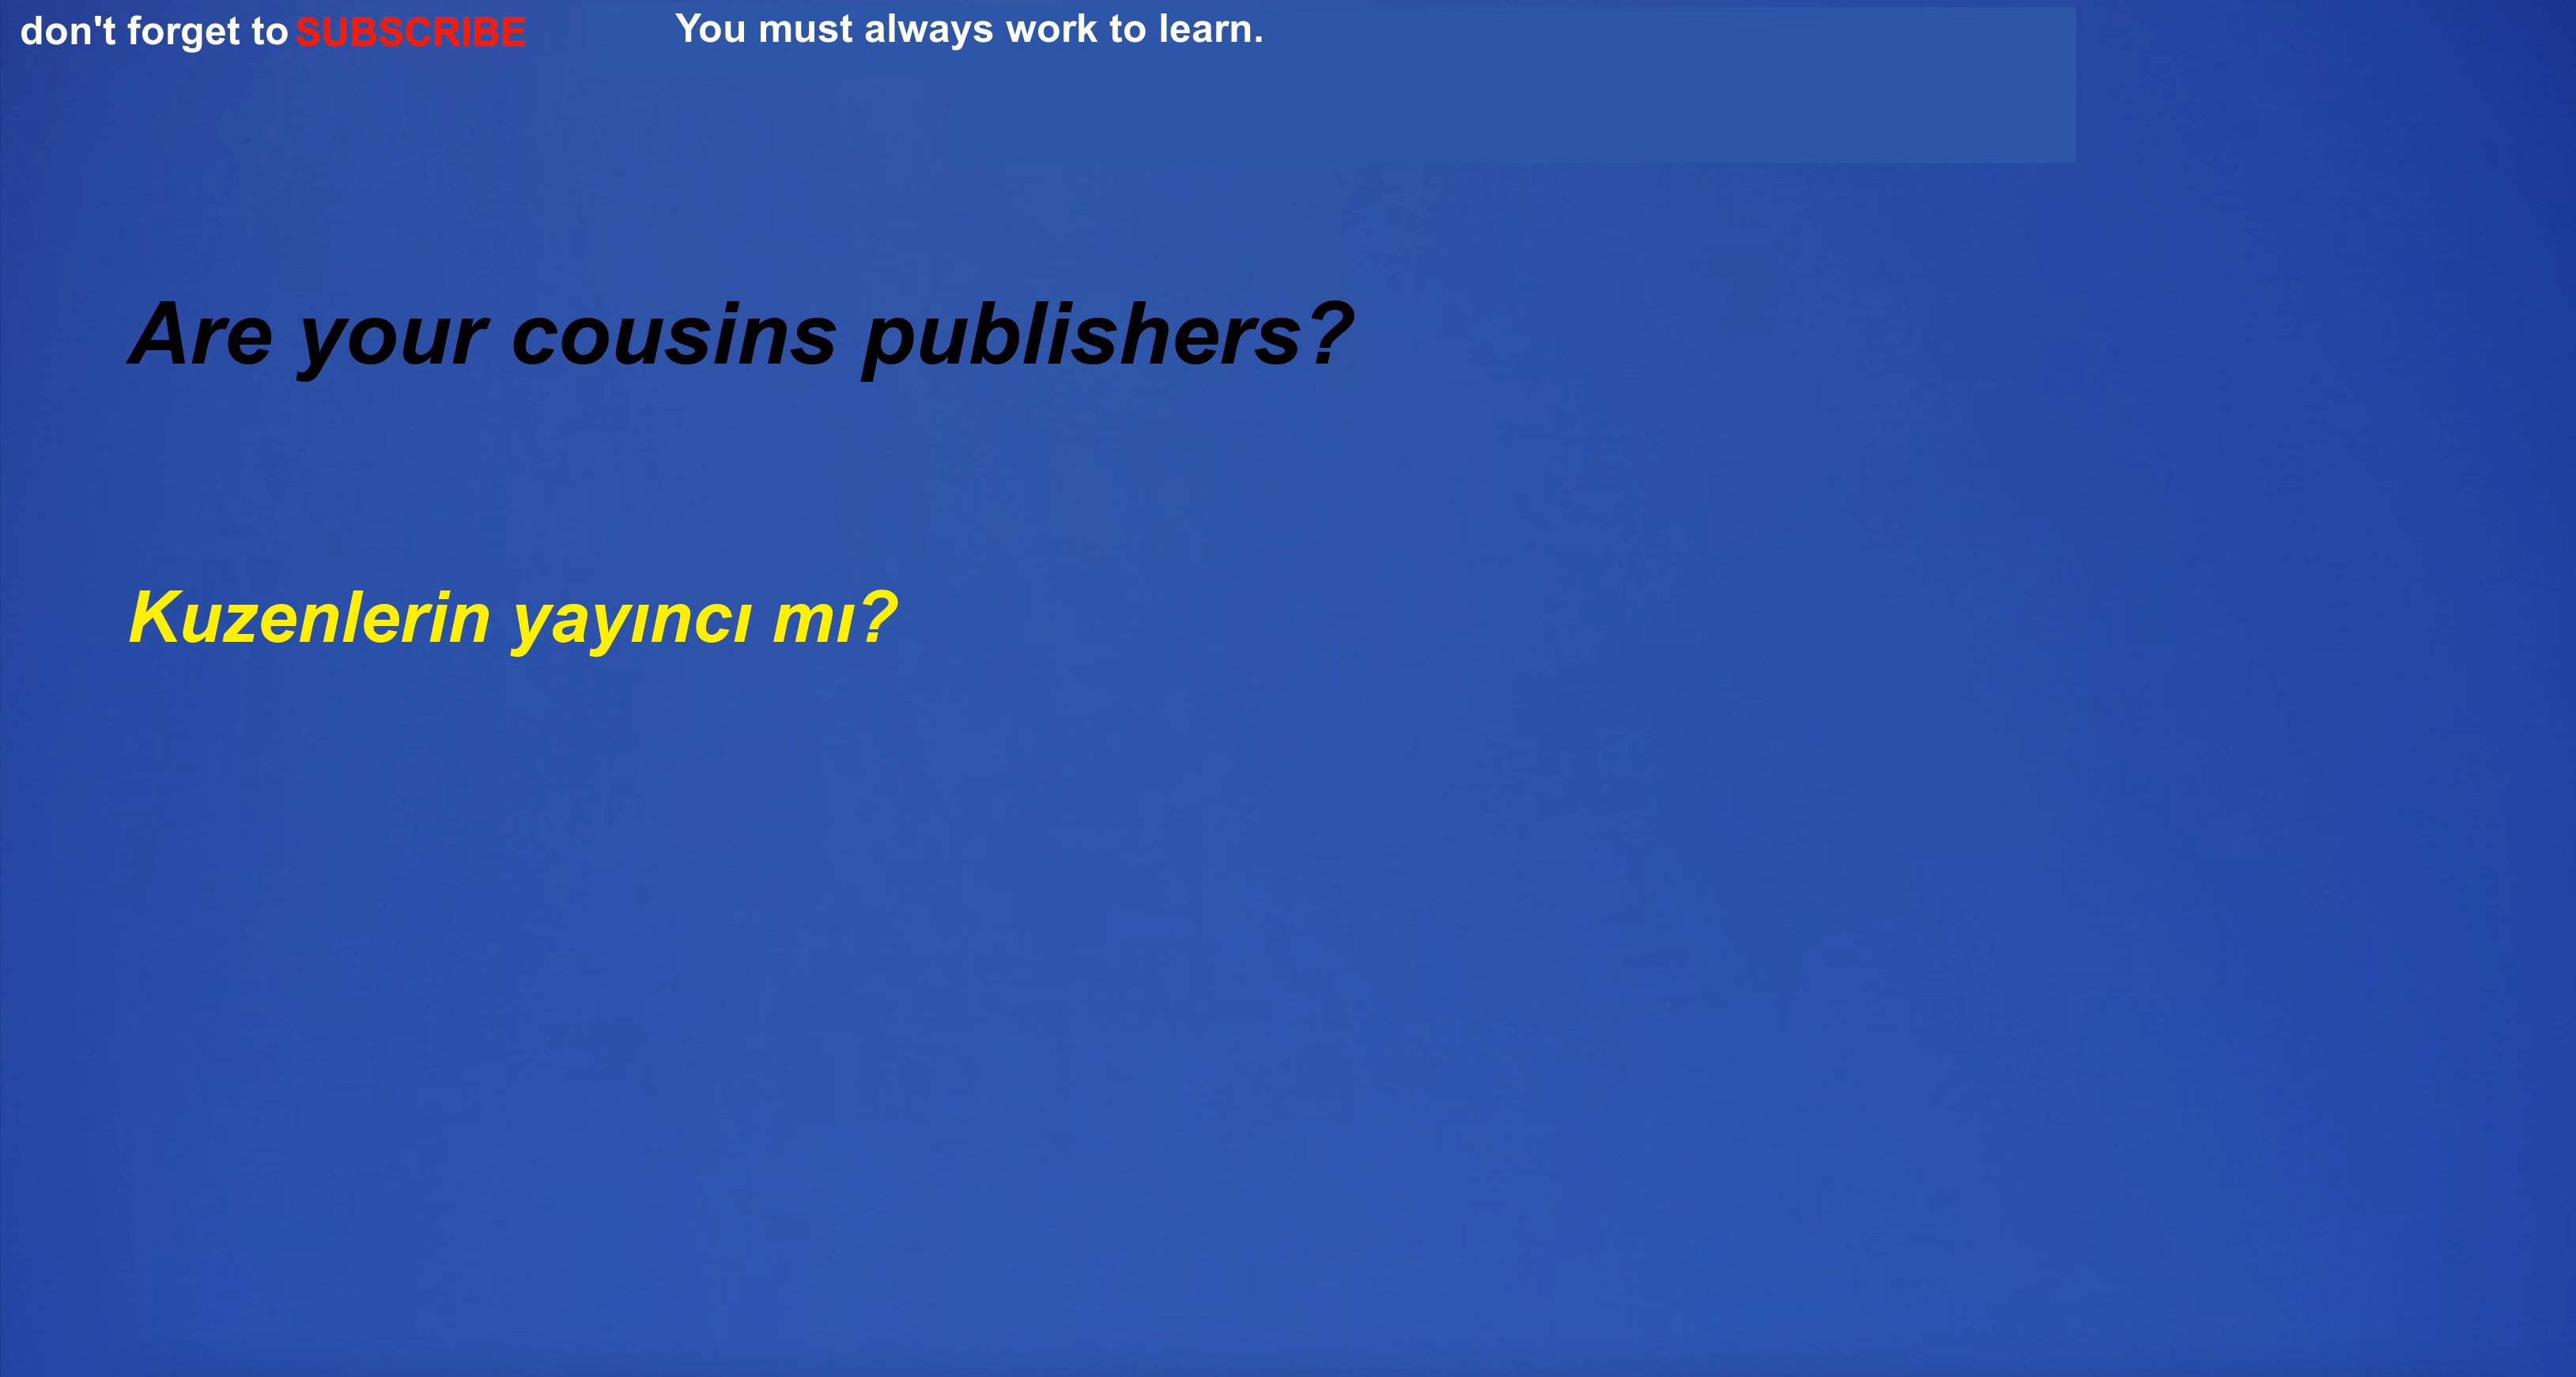 don't forget to SUBSCRIBE
You must always work to learn.
Are your cousins publishers?
Kuzenlerin yayıncı mı?